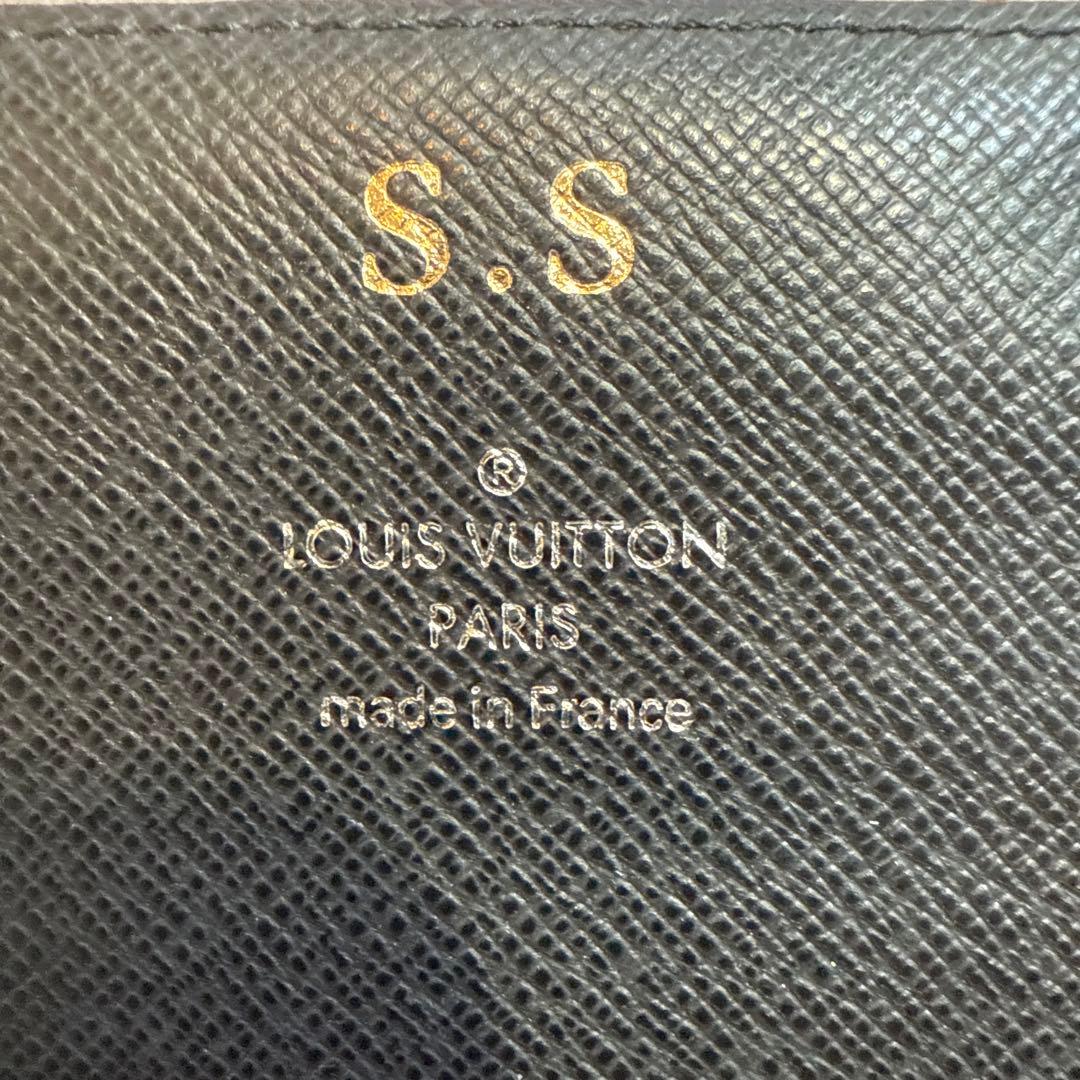 S.S
®
LOUIS VUITTON
PARIS
made in France